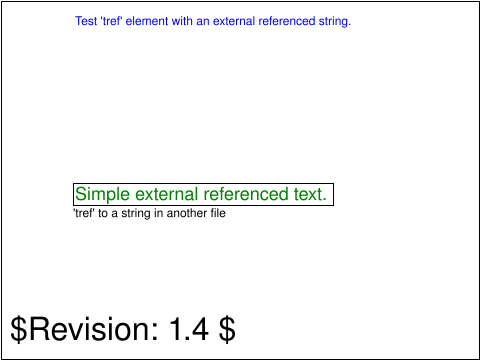 Test 'tref' element with an external referenced string.
Simple external referenced text.
'tref' to a string in another file
$Revision: 1.4 $